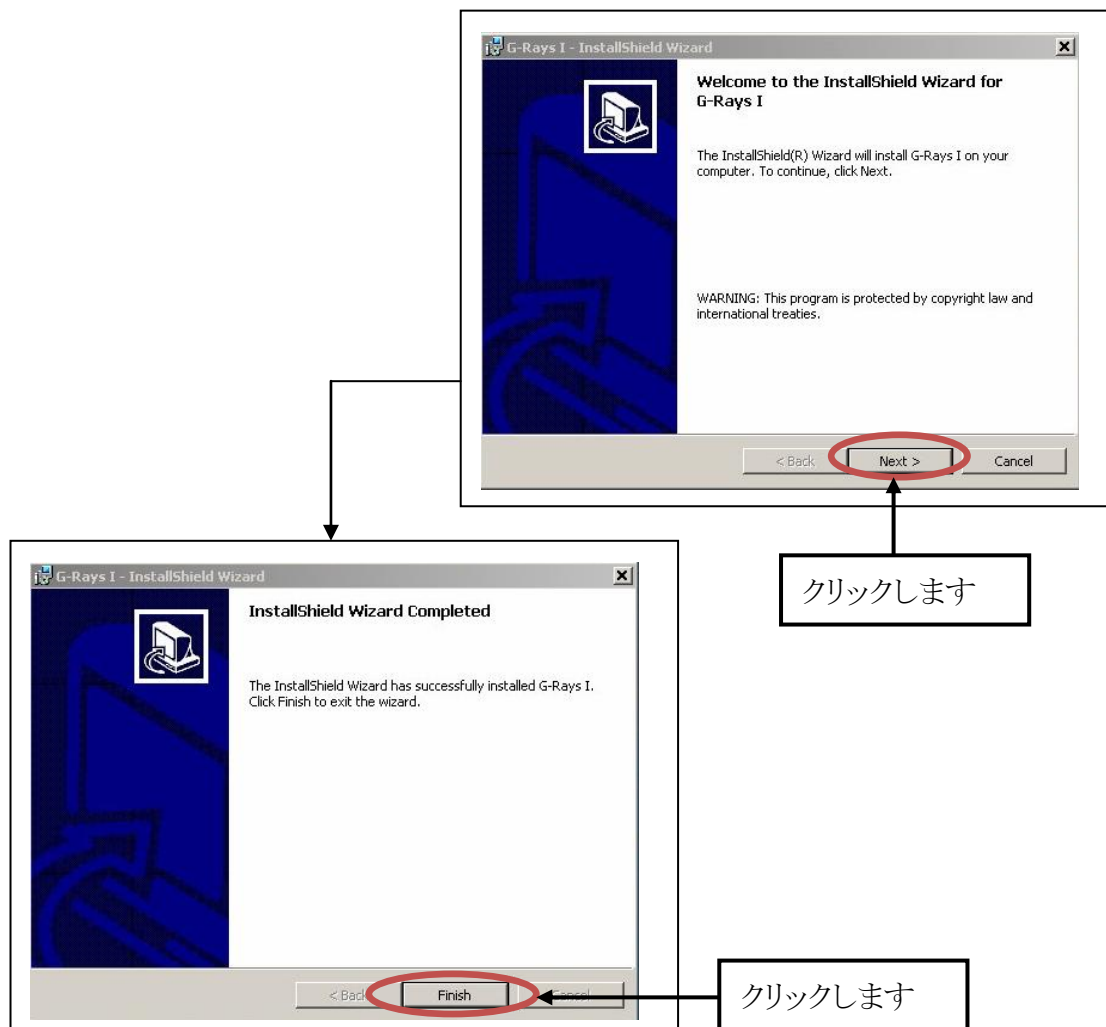 G-Rays I - InstallShield Wizard
Welcome to the InstallShield Wizard for
G-Rays I
The InstallShield(R) Wizard will install G-Rays I on your
computer. To continue, click Next.
WARNING: This program is protected by copyright law and
international treaties.
< Back
Next >
Cancel
クリックします
G-Rays I - InstallShield Wizard
InstallShield Wizard Completed
The InstallShield Wizard has successfully installed G-Rays I.
Click Finish to exit the wizard.
< Back
Finish
Cancel
クリックします